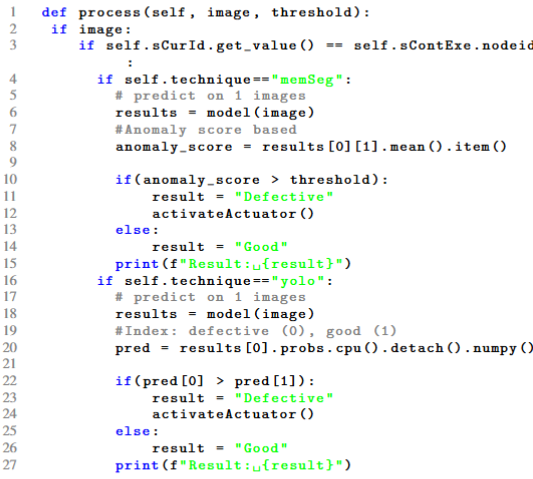 1 def process(self, image, threshold):
2 if image:
3 if self.sCurId.get_value() == self.sContExe.nodeid
:
4 if self.technique=="memSeg":
5 # predict on 1 images
6 results = model(image)
7 #Anomaly score based
8 anomaly_score = results[0][1].mean().item()
9
10 if(anomaly_score > threshold):
11 result = "Defective"
12 activateActuator()
13 else:
14 result = "Good"
15 print(f"Result:␣{result}")
16 if self.technique=="yolo":
17 # predict on 1 images
18 results = model(image)
19 #Index: defective (0), good (1)
20 pred = results[0].probs.cpu().detach().numpy()
21
22 if(pred[0] > pred[1]):
23 result = "Defective"
24 activateActuator()
25 else:
26 result = "Good"
27 print(f"Result:␣{result}")